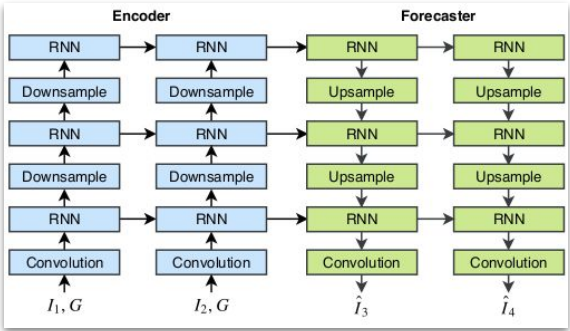 Encoder Forecaster
RNN RNN RNN RNN
Downsample Downsample Upsample Upsample
RNN RNN RNN RNN
Downsample Downsample Upsample Upsample
RNN RNN RNN RNN
Convolution Convolution Convolution Convolution
I₁, G I₂, G Î₃ Î₄